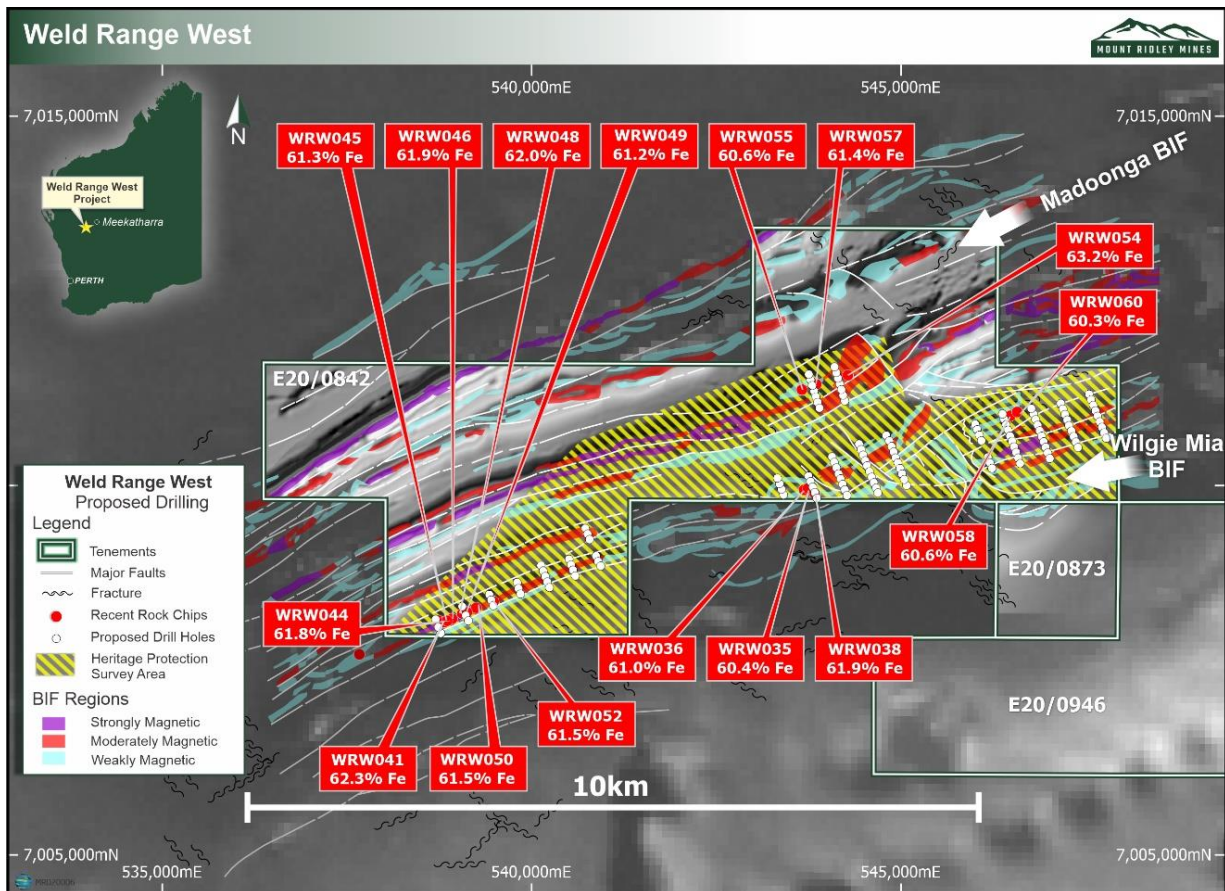 Weld Range West
MOUNT RIDLEY MINES
540,000mE
545,000mE
7,015,000mN
7,015,000mN
N
Weld Range West
Project
Meekatharra
PERTH
WRW045
61.3% Fe
WRW046
61.9% Fe
WRW048
62.0% Fe
WRW049
61.2% Fe
WRW055
60.6% Fe
WRW057
61.4% Fe
Madoonga BIF
WRW054
63.2% Fe
WRW060
60.3% Fe
E20/0842
Wilgie Mia
BIF
Weld Range West
Proposed Drilling
Legend
Tenements
Major Faults
Fracture
Recent Rock Chips
Proposed Drill Holes
Heritage Protection
Survey Area
BIF Regions
Strongly Magnetic
Moderately Magnetic
Weakly Magnetic
WRW058
60.6% Fe
E20/0873
WRW044
61.8% Fe
WRW036
61.0% Fe
WRW035
60.4% Fe
WRW038
61.9% Fe
E20/0946
WRW052
61.5% Fe
WRW041
62.3% Fe
WRW050
61.5% Fe
10km
7,005,000mN
535,000mE
540,000mE
545,000mE
7,005,000mN